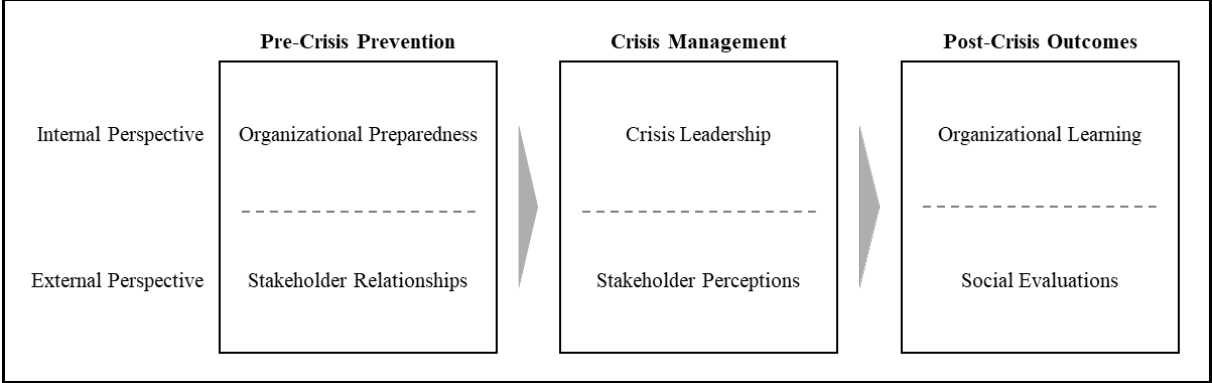 Pre-Crisis Prevention
Crisis Management
Post-Crisis Outcomes
Internal Perspective
Organizational Preparedness
Crisis Leadership
Organizational Learning
External Perspective
Stakeholder Relationships
Stakeholder Perceptions
Social Evaluations